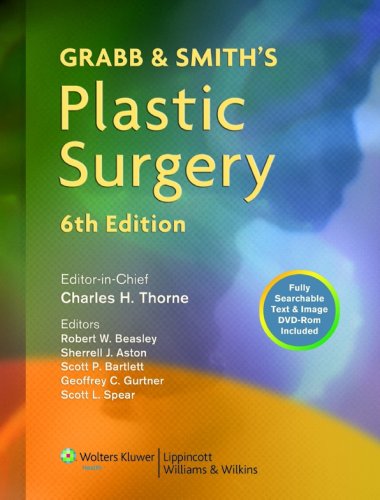 GRABB & SMITH'S
Plastic
Surgery
6th Edition
Editor-in-Chief
Charles H. Thorne
Editors
Robert W. Beasley
Sherrell J. Aston
Scott P. Bartlett
Geoffrey C. Gurtner
Scott L. Spear
Fully
Searchable
Text & Image
DVD-Rom
Included
Wolters Kluwer
Health
Lippincott
Williams & Wilkins